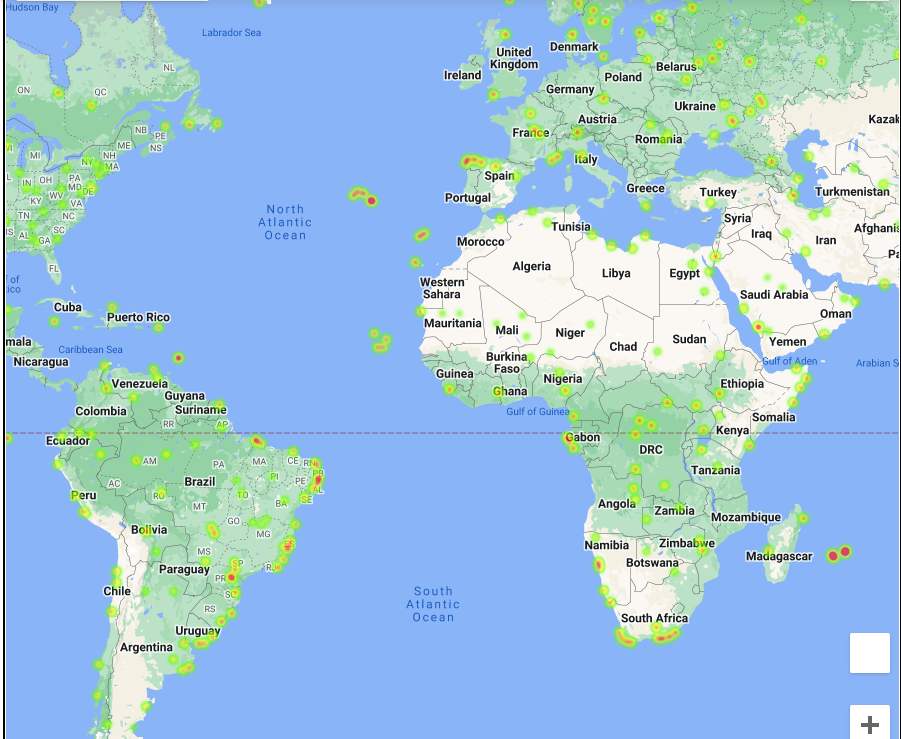 Hudson Bay
Labrador Sea
NL
ON
QC
United
Kingdom
Denmark
Ireland
Belarus
Poland
Germany
Ukraine
Kazak
NB
PE
ME
NS
NH
MA
MI
NY
Austria
France
Romania
IN
OH
PA
MD
DE
WV
KY
TN
NC
SC
AL
GA
FL
Spain
Italy
Portugal
Greece
Turkey
Turkmenistan
Syria
Iraq
Iran
Afghanis
Pa
North
Atlantic
Ocean
Morocco
Tunisia
Algeria
Libya
Egypt
Western
Sahara
Saudi Arabia
Oman
Cuba
Puerto Rico
Caribbean Sea
mala
Nicaragua
Mauritania
Mali
Niger
Chad
Sudan
Yemen
Gulf of Aden
Arabian S
Burkina
Faso
Guinea
Ghana
Nigeria
Ethiopia
Somalia
Gulf of Guinea
Venezuela
Guyana
Suriname
Colombia
RR
AP
Ecuador
Gabon
Kenya
DRC
Tanzania
AM
PA
MA
CE
RN
PB
PI
PE
AL
SE
AC
RO
TO
BA
Brazil
Peru
MT
GO
MG
Bolivia
MS
ES
SP
RJ
PR
SC
RS
Paraguay
Chile
Uruguay
Argentina
Angola
Zambia
Mozambique
Namibia
Zimbabwe
Botswana
Madagascar
South Africa
South
Atlantic
Ocean